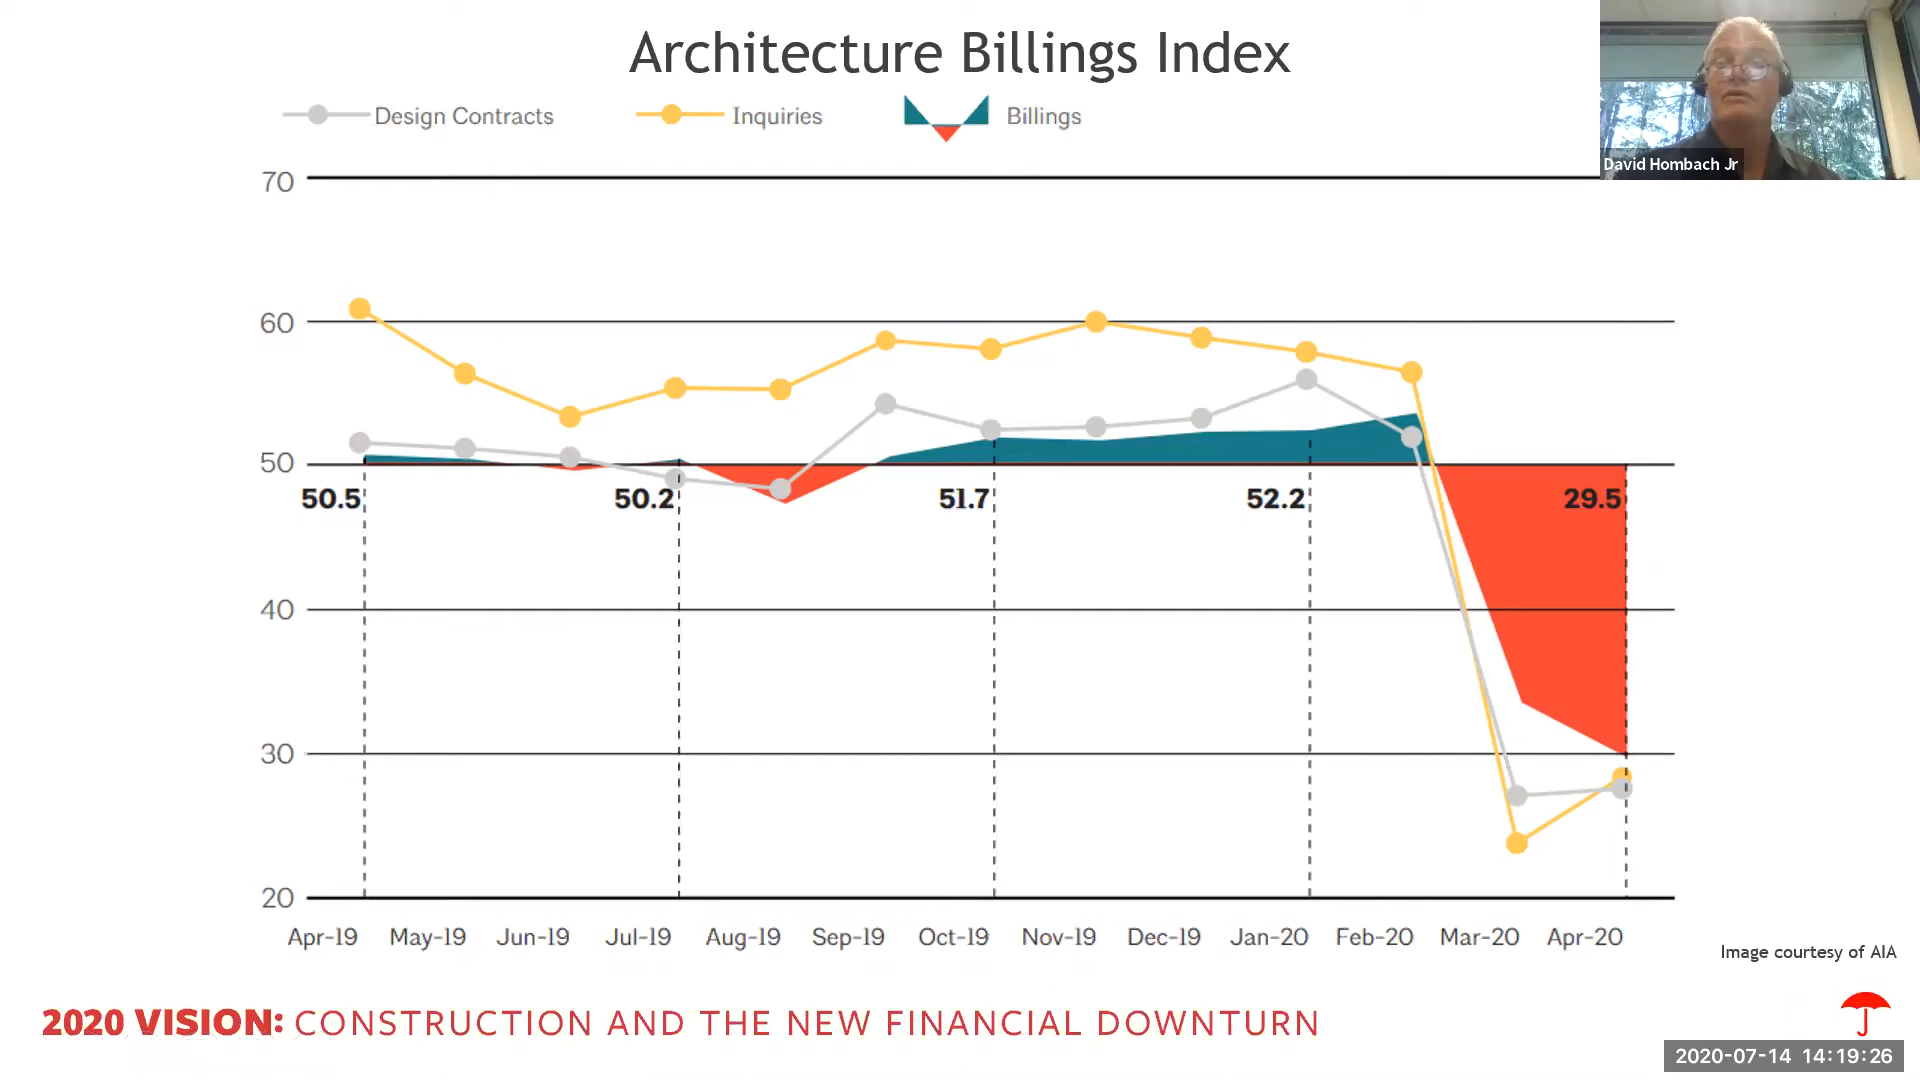 Architecture Billings Index
Design Contracts
Inquiries
Billings
David Hombach Jr
70
60
50
40
30
20
50.5
50.2
51.7
52.2
29.5
Apr-19 May-19 Jun-19 Jul-19 Aug-19 Sep-19 Oct-19 Nov-19 Dec-19 Jan-20 Feb-20 Mar-20 Apr-20
Image courtesy of AIA
2020 VISION: CONSTRUCTION AND THE NEW FINANCIAL DOWNTURN
2020-07-14 14:19:26